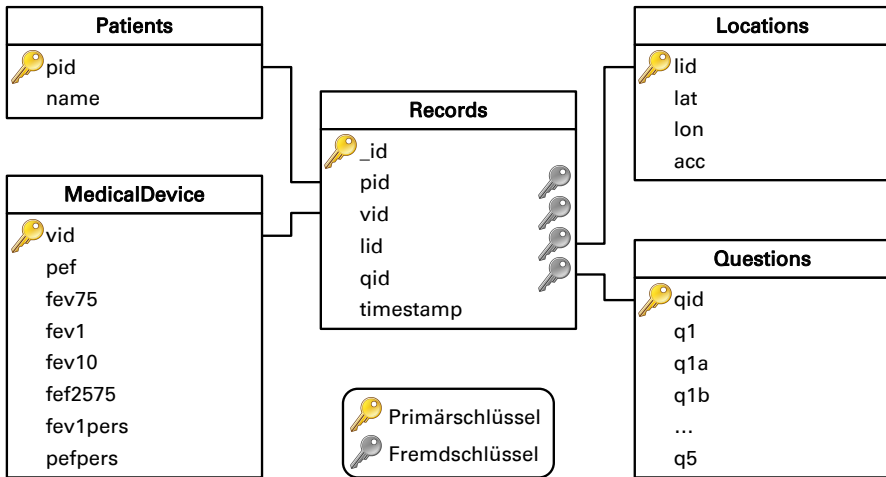 Patients
pid
name
MedicalDevice
vid
pef
fev75
fev1
fev10
fef2575
fev1pers
pefpers
Records
_id
pid
vid
lid
qid
timestamp
Primärschlüssel
Fremdschlüssel
Locations
lid
lat
lon
acc
Questions
qid
q1
q1a
q1b
...
q5